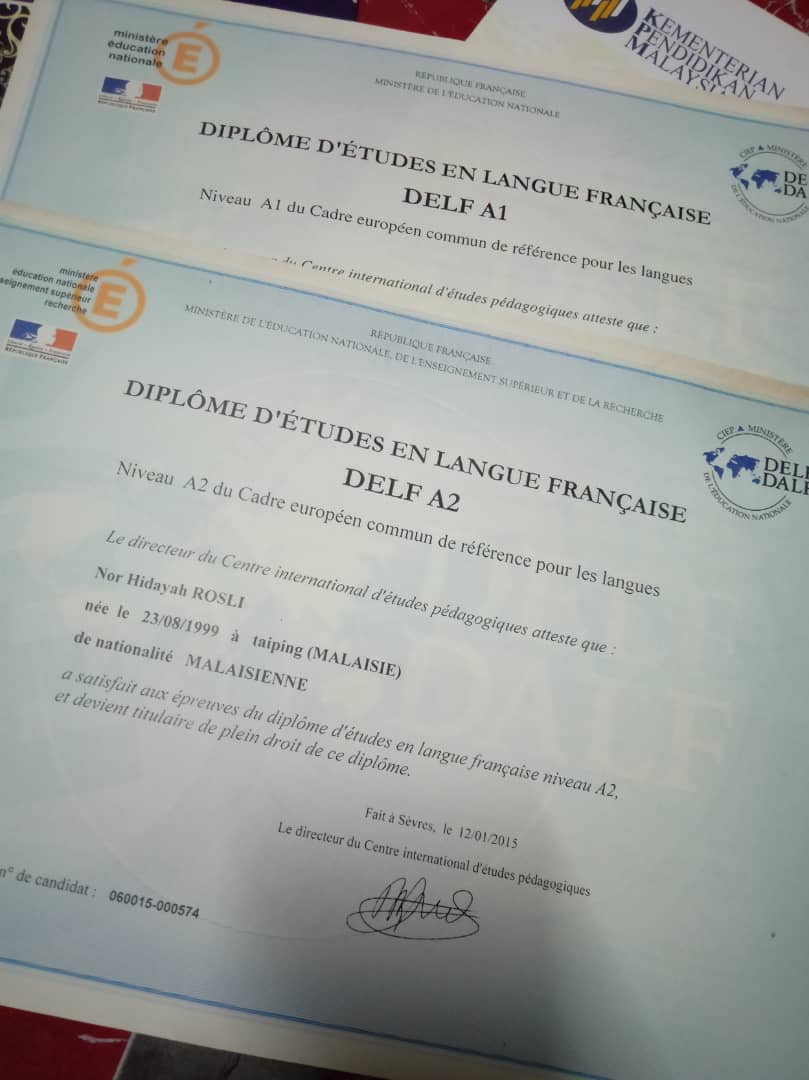 KEMENTERIAN
PENDIDIKAN
MALAYSIA
ministère
éducation
nationale
RÉPUBLIQUE FRANÇAISE
RÉPUBLIQUE FRANÇAISE
MINISTÈRE DE L'ÉDUCATION NATIONALE
DIPLÔME D'ÉTUDES EN LANGUE FRANÇAISE
DELF A1
Niveau A1 du Cadre européen commun de référence pour les langues
du Centre international d'études pédagogiques atteste que :
CIEP ▲ MINISTÈRE
DE
DA
DE L'ÉDUCATION NATIONALE
ministère
éducation nationale
seignement supérieur
recherche
RÉPUBLIQUE FRANÇAISE
RÉPUBLIQUE FRANÇAISE
MINISTÈRE DE L'ÉDUCATION NATIONALE, DE L'ENSEIGNEMENT SUPÉRIEUR ET DE LA RECHERCHE
DIPLÔME D'ÉTUDES EN LANGUE FRANÇAISE
DELF A2
Niveau A2 du Cadre européen commun de référence pour les langues
CIEP ▲ MINISTÈRE
DELF
DALF
DE L'ÉDUCATION NATIONALE
Le directeur du Centre international d'études pédagogiques atteste que :
Nor Hidayah ROSLI
née le 23/08/1999 à taiping (MALAISIE)
de nationalité MALAISIENNE
a satisfait aux épreuves du diplôme d'études en langue française niveau A2,
et devient titulaire de plein droit de ce diplôme.
Fait à Sèvres, le 12/01/2015
Le directeur du Centre international d'études pédagogiques
n° de candidat : 060015-000574